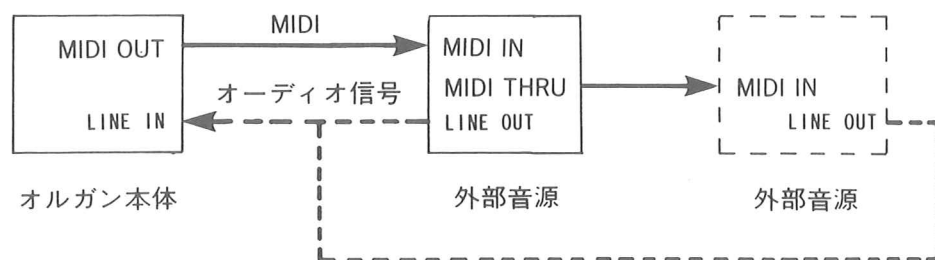 MIDI
MIDI OUT
MIDI IN
MIDI THRU
MIDI IN
オーディオ信号
LINE IN
LINE OUT
LINE OUT
オルガン本体
外部音源
外部音源